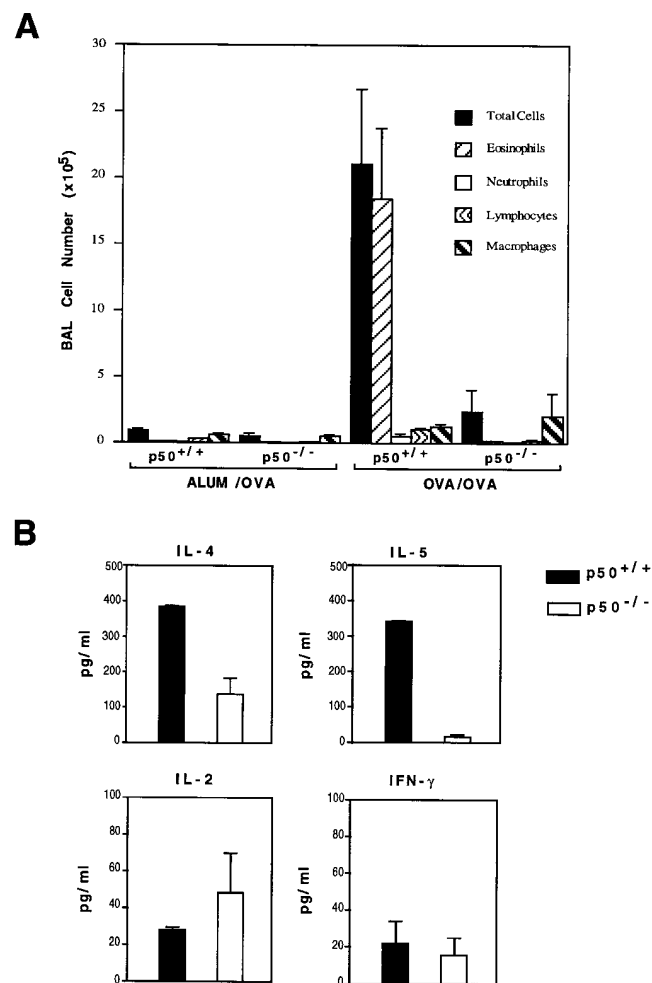 A
30
25
20
15
10
5
0
BAL Cell Number (x10⁵)
Total Cells
Eosinophils
Neutrophils
Lymphocytes
Macrophages
p50+/+ p50-/- p50+/+ p50-/-
ALUM /OVA OVA/OVA
B
IL-4 IL-5
p50+/+
p50-/-
500
400
300
200
100
0
pg/ml
500
400
300
200
100
0
pg/ml
IL-2 IFN-γ
100
80
60
40
20
0
pg/ml
100
80
60
40
20
0
pg/ml